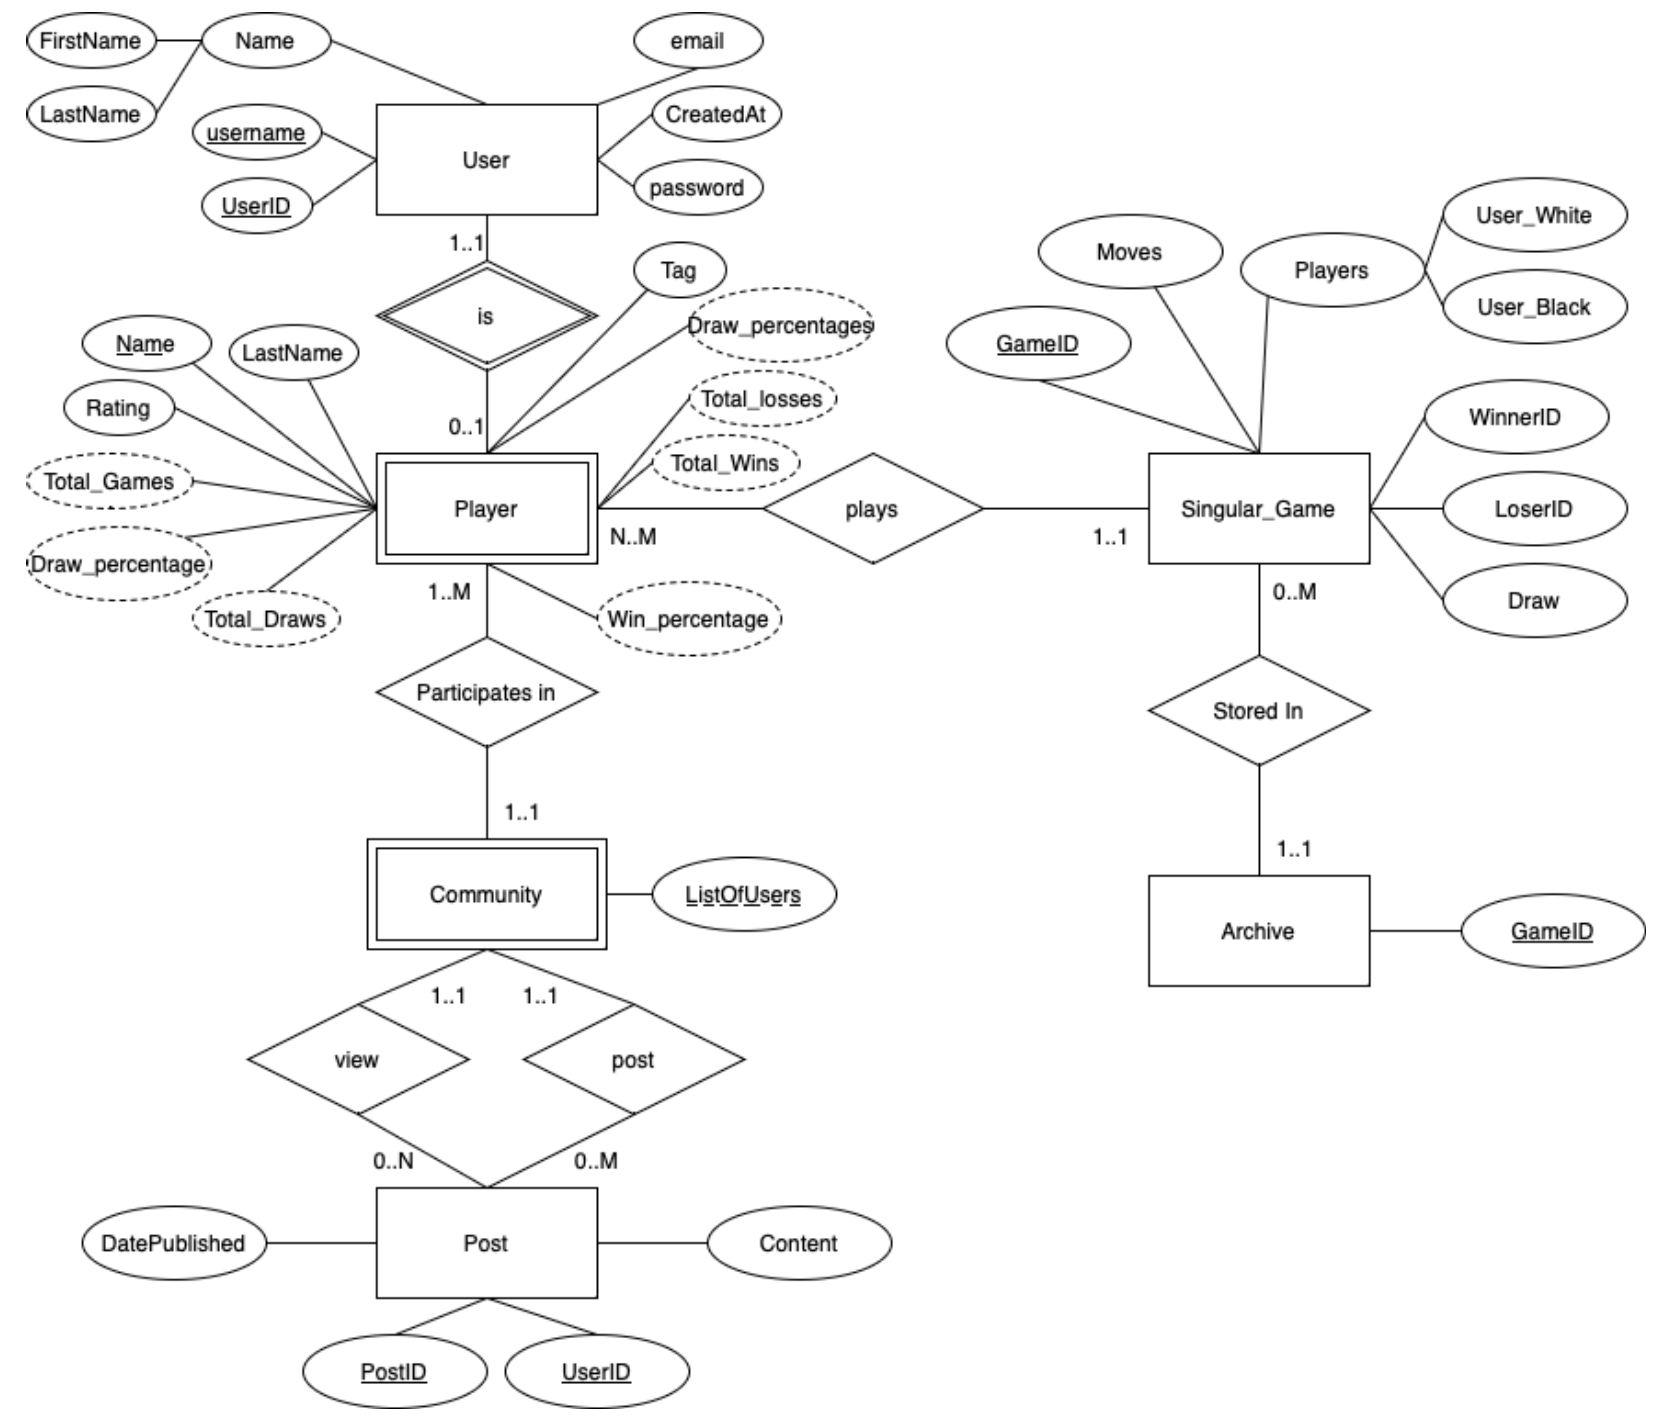 FirstName
Name
email
LastName
CreatedAt
username
User
password
UserID
1..1
User_White
Moves
Players
Tag
User_Black
is
Draw_percentages
Name
LastName
GameID
Rating
Total_losses
0..1
WinnerID
Total_Wins
Total_Games
Player
plays
Singular_Game
LoserID
N..M
1..1
Draw_percentage
1..M
0..M
Draw
Total_Draws
Win_percentage
Participates in
Stored In
1..1
1..1
Community
ListOfUsers
Archive
GameID
1..1
1..1
view
post
0..N
0..M
DatePublished
Post
Content
PostID
UserID